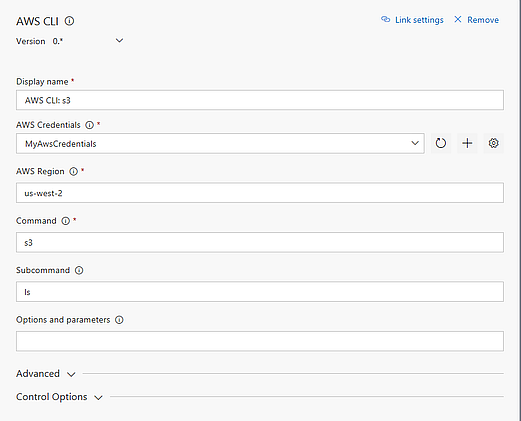 AWS CLI
Link settings
Remove
Version 0.*
Display name *
AWS CLI: s3
AWS Credentials *
MyAwsCredentials
AWS Region *
us-west-2
Command *
s3
Subcommand
ls
Options and parameters
Advanced
Control Options